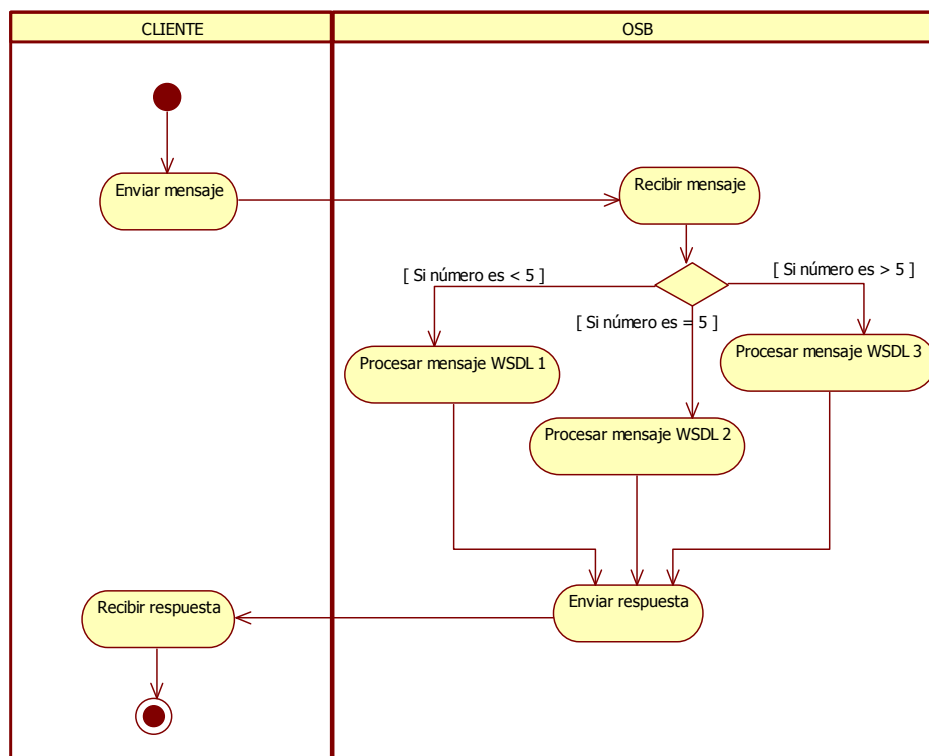 CLIENTE
OSB
Enviar mensaje
Recibir mensaje
[ Si número es < 5 ]
[ Si número es > 5 ]
[ Si número es = 5 ]
Procesar mensaje WSDL 1
Procesar mensaje WSDL 3
Procesar mensaje WSDL 2
Enviar respuesta
Recibir respuesta